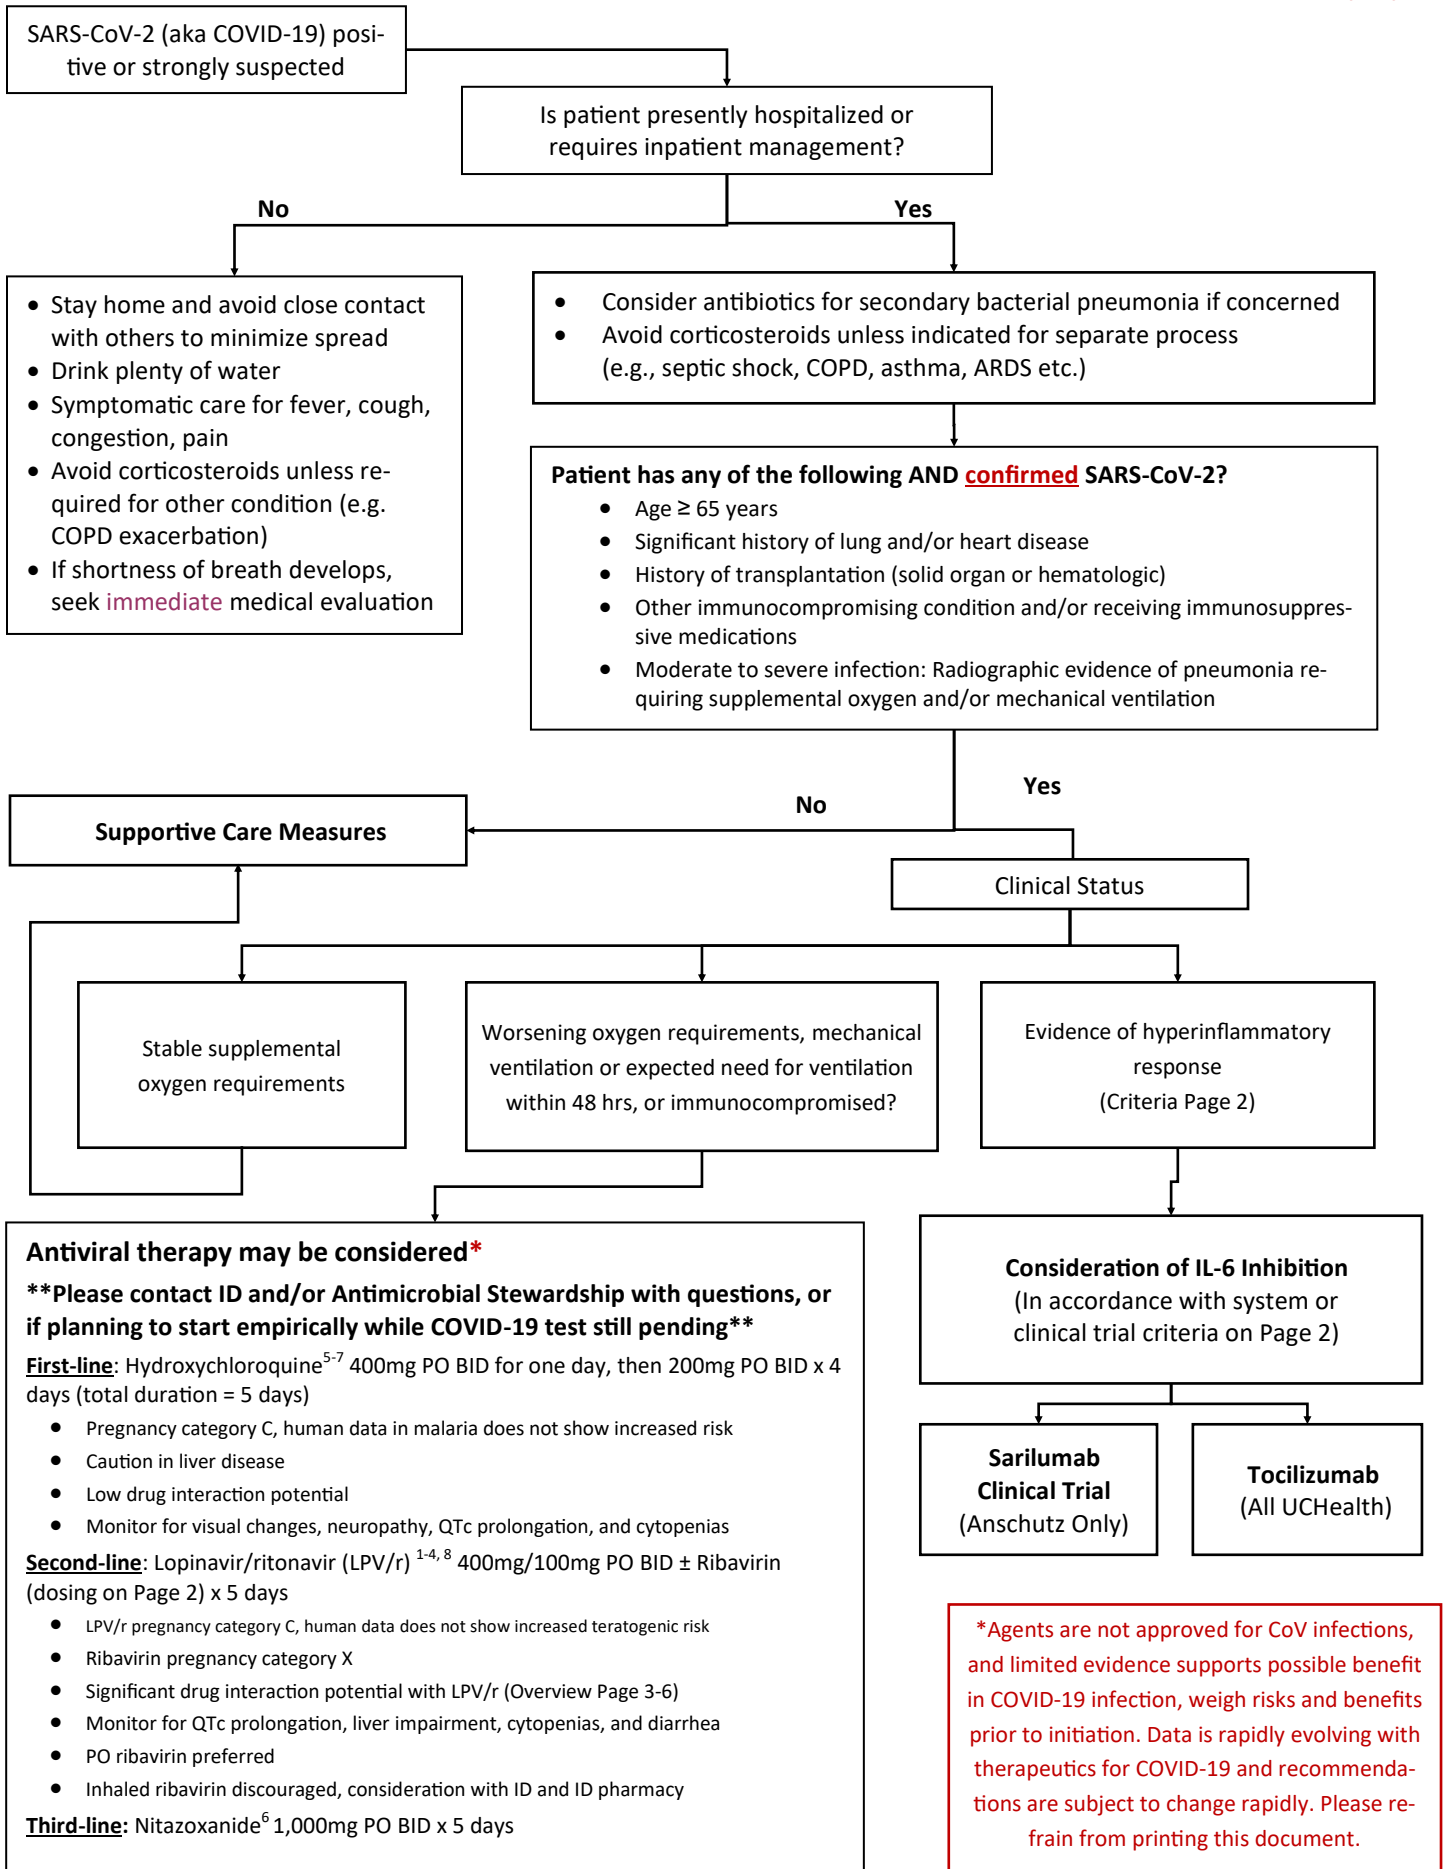 SARS-CoV-2 (aka COVID-19) posi-
tive or strongly suspected
Is patient presently hospitalized or
requires inpatient management?
No
Yes
• Stay home and avoid close contact
with others to minimize spread
• Drink plenty of water
• Symptomatic care for fever, cough,
congestion, pain
• Avoid corticosteroids unless re-
quired for other condition (e.g.
COPD exacerbation)
• If shortness of breath develops,
seek immediate medical evaluation
• Consider antibiotics for secondary bacterial pneumonia if concerned
• Avoid corticosteroids unless indicated for separate process
(e.g., septic shock, COPD, asthma, ARDS etc.)
Patient has any of the following AND confirmed SARS-CoV-2?
• Age ≥ 65 years
• Significant history of lung and/or heart disease
• History of transplantation (solid organ or hematologic)
• Other immunocompromising condition and/or receiving immunosuppres-
sive medications
• Moderate to severe infection: Radiographic evidence of pneumonia re-
quiring supplemental oxygen and/or mechanical ventilation
No
Yes
Supportive Care Measures
Clinical Status
Stable supplemental
oxygen requirements
Worsening oxygen requirements, mechanical
ventilation or expected need for ventilation
within 48 hrs, or immunocompromised?
Evidence of hyperinflammatory
response
(Criteria Page 2)
Antiviral therapy may be considered*
**Please contact ID and/or Antimicrobial Stewardship with questions, or
if planning to start empirically while COVID-19 test still pending**
First-line: Hydroxychloroquine5-7 400mg PO BID for one day, then 200mg PO BID x 4
days (total duration = 5 days)
• Pregnancy category C, human data in malaria does not show increased risk
• Caution in liver disease
• Low drug interaction potential
• Monitor for visual changes, neuropathy, QTc prolongation, and cytopenias
Second-line: Lopinavir/ritonavir (LPV/r) 1-4, 8 400mg/100mg PO BID ± Ribavirin
(dosing on Page 2) x 5 days
• LPV/r pregnancy category C, human data does not show increased teratogenic risk
• Ribavirin pregnancy category X
• Significant drug interaction potential with LPV/r (Overview Page 3-6)
• Monitor for QTc prolongation, liver impairment, cytopenias, and diarrhea
• PO ribavirin preferred
• Inhaled ribavirin discouraged, consideration with ID and ID pharmacy
Third-line: Nitazoxanide6 1,000mg PO BID x 5 days
Consideration of IL-6 Inhibition
(In accordance with system or
clinical trial criteria on Page 2)
Sarilumab
Clinical Trial
(Anschutz Only)
Tocilizumab
(All UCHealth)
*Agents are not approved for CoV infections,
and limited evidence supports possible benefit
in COVID-19 infection, weigh risks and benefits
prior to initiation. Data is rapidly evolving with
therapeutics for COVID-19 and recommenda-
tions are subject to change rapidly. Please re-
frain from printing this document.